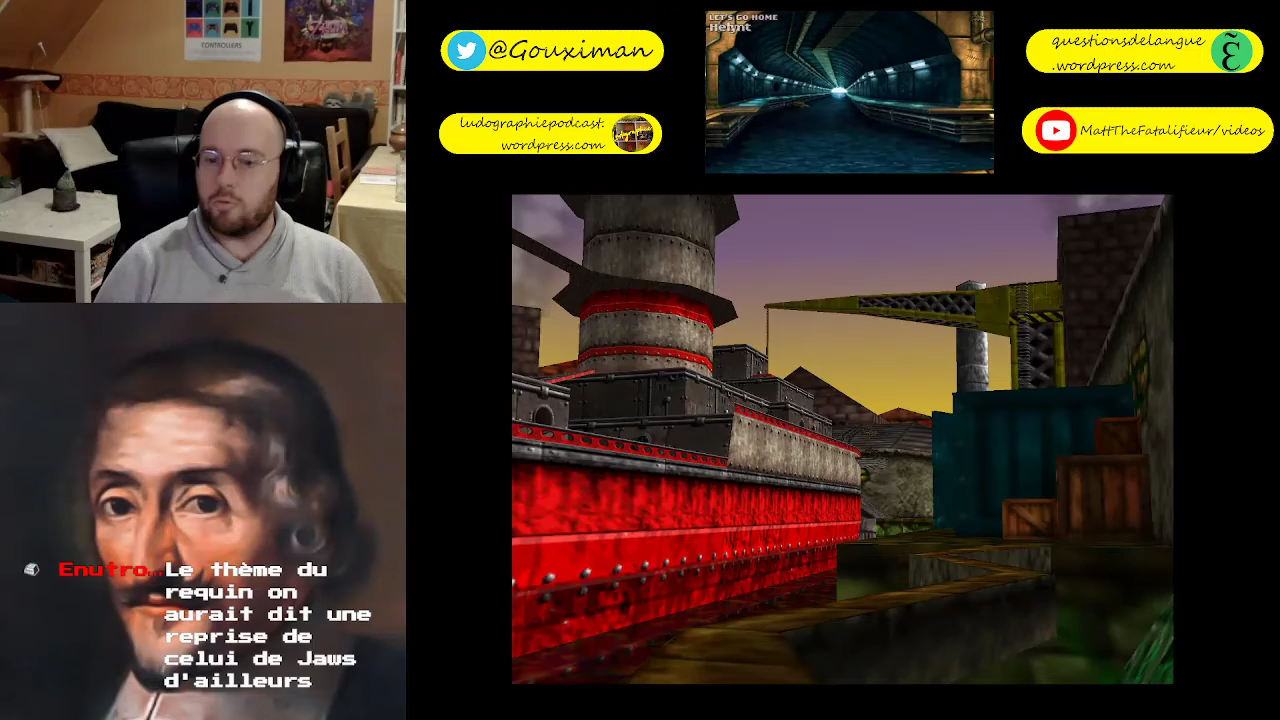 CONTROLLERS
@Gouximan
ludographiepodcast.
wordpress.com
LET'S GO HOME
Helynt
questionsdelangue
.wordpress.com
MattTheFatalifieur/videos
Enutro... Le thème du
requin on
aurait dit une
reprise de
celui de Jaws
d'ailleurs